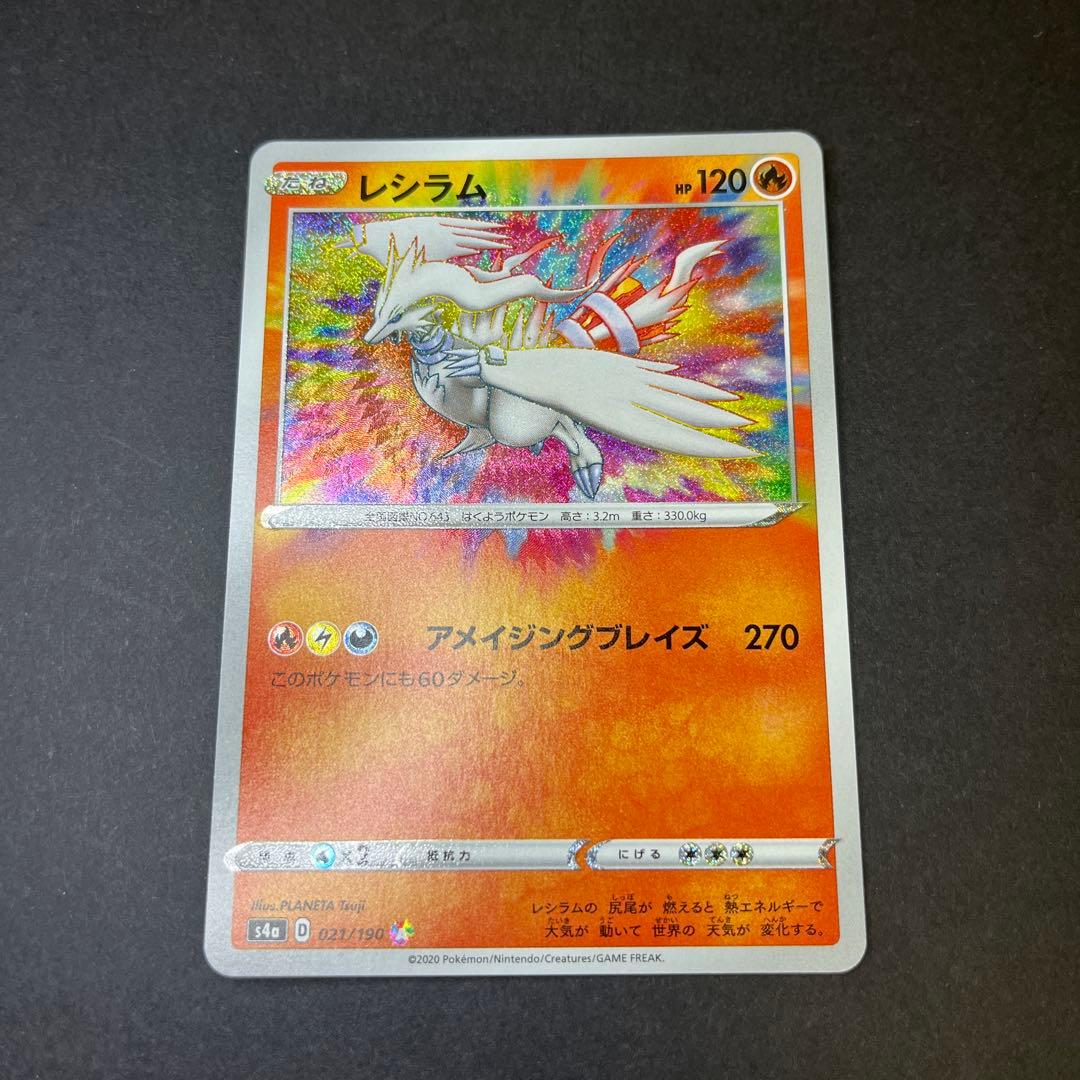 たね レシラム HP 120
全国図鑑NO.643 はくようポケモン 高さ：3.2m 重さ：330.0kg
アメイジングブレイズ 270
このポケモンにも60ダメージ。
弱点 ×2 抵抗力 にげる
Illus. PLANETA Tsuji
レシラムの 尻尾が 燃えると 熱エネルギーで
大気が 動いて 世界の 天気が 変化する。
s4a D 021/190
©2020 Pokémon/Nintendo/Creatures/GAME FREAK.